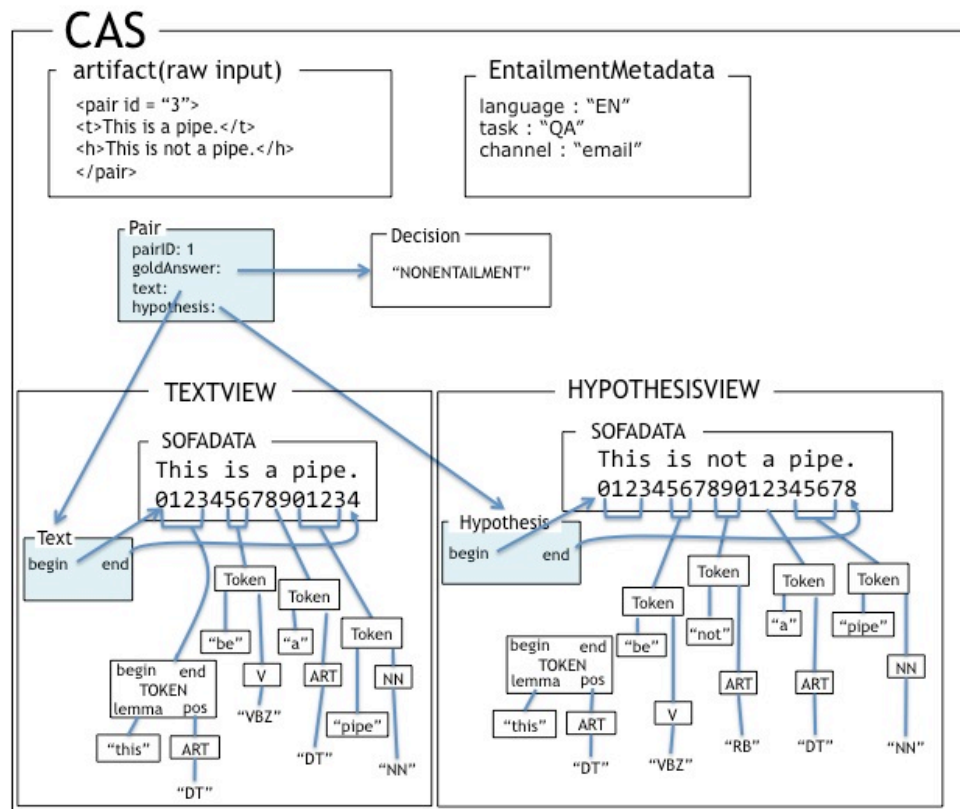 CAS
artifact(raw input)
<pair id = “3”>
<t>This is a pipe.</t>
<h>This is not a pipe.</h>
</pair>
EntailmentMetadata
language : “EN”
task : “QA”
channel : “email”
Pair
pairID: 1
goldAnswer:
text:
hypothesis:
Decision
“NONENTAILMENT”
TEXTVIEW
SOFADATA
This is a pipe.
012345678901234
Text
begin end
Token
“be”
V
“VBZ”
Token
“a”
ART
“DT”
Token
“pipe”
NN
“NN”
begin end
TOKEN
lemma pos
“this”
ART
“DT”
HYPOTHESISVIEW
SOFADATA
This is not a pipe.
0123456789012345678
Hypothesis
begin end
Token
“be”
V
“VBZ”
Token
“not”
ART
“RB”
Token
“a”
ART
“DT”
Token
“pipe”
NN
“NN”
begin end
TOKEN
lemma pos
“this”
ART
“DT”